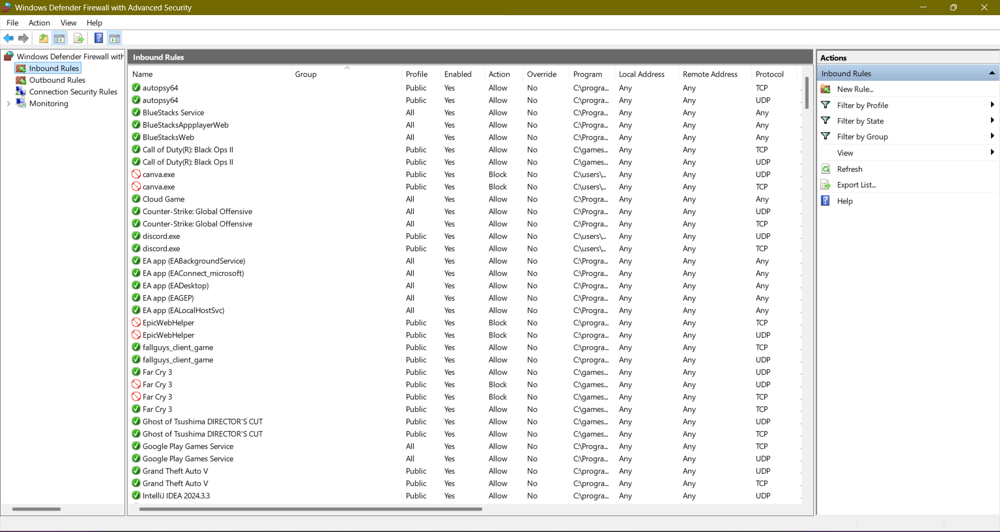 Windows Defender Firewall with Advanced Security
File Action View Help
Windows Defender Firewall with
Inbound Rules
Outbound Rules
Connection Security Rules
Monitoring
Inbound Rules
Name Group Profile Enabled Action Override Program Local Address Remote Address Protocol
autopsy64 Public Yes Allow No C:\progra... Any Any TCP
autopsy64 Public Yes Allow No C:\progra... Any Any UDP
BlueStacks Service All Yes Allow No C:\Progra... Any Any Any
BlueStacksAppplayerWeb All Yes Allow No C:\Progra... Any Any Any
BlueStacksWeb All Yes Allow No C:\Progra... Any Any Any
Call of Duty(R): Black Ops II Public Yes Allow No C:\games... Any Any TCP
Call of Duty(R): Black Ops II Public Yes Allow No C:\games... Any Any UDP
canva.exe Public Yes Block No C:\users\... Any Any UDP
canva.exe Public Yes Block No C:\users\... Any Any TCP
Cloud Game All Yes Allow No C:\Progra... Any Any Any
Counter-Strike: Global Offensive All Yes Allow No C:\Progra... Any Any UDP
Counter-Strike: Global Offensive All Yes Allow No C:\Progra... Any Any TCP
discord.exe Public Yes Allow No C:\users\... Any Any UDP
discord.exe Public Yes Allow No C:\users\... Any Any TCP
EA app (EABackgroundService) All Yes Allow No C:\Progra... Any Any Any
EA app (EAConnect_microsoft) All Yes Allow No C:\Progra... Any Any Any
EA app (EADesktop) All Yes Allow No C:\Progra... Any Any Any
EA app (EAGEP) All Yes Allow No C:\Progra... Any Any Any
EA app (EALocalHostSvc) All Yes Allow No C:\Progra... Any Any Any
EpicWebHelper Public Yes Block No C:\progra... Any Any TCP
EpicWebHelper Public Yes Block No C:\progra... Any Any UDP
fallguys_client_game Public Yes Allow No C:\progra... Any Any TCP
fallguys_client_game Public Yes Allow No C:\progra... Any Any UDP
Far Cry 3 Public Yes Allow No C:\games... Any Any UDP
Far Cry 3 Public Yes Block No C:\games... Any Any UDP
Far Cry 3 Public Yes Block No C:\games... Any Any TCP
Far Cry 3 Public Yes Allow No C:\games... Any Any TCP
Ghost of Tsushima DIRECTOR'S CUT Public Yes Allow No C:\games... Any Any UDP
Ghost of Tsushima DIRECTOR'S CUT Public Yes Allow No C:\games... Any Any TCP
Google Play Games Service All Yes Allow No C:\Progra... Any Any TCP
Google Play Games Service All Yes Allow No C:\Progra... Any Any UDP
Grand Theft Auto V Public Yes Allow No C:\progra... Any Any UDP
Grand Theft Auto V Public Yes Allow No C:\progra... Any Any TCP
IntelliJ IDEA 2024.3.3 Public Yes Allow No C:\progra... Any Any UDP
Actions
Inbound Rules
New Rule...
Filter by Profile
Filter by State
Filter by Group
View
Refresh
Export List...
Help